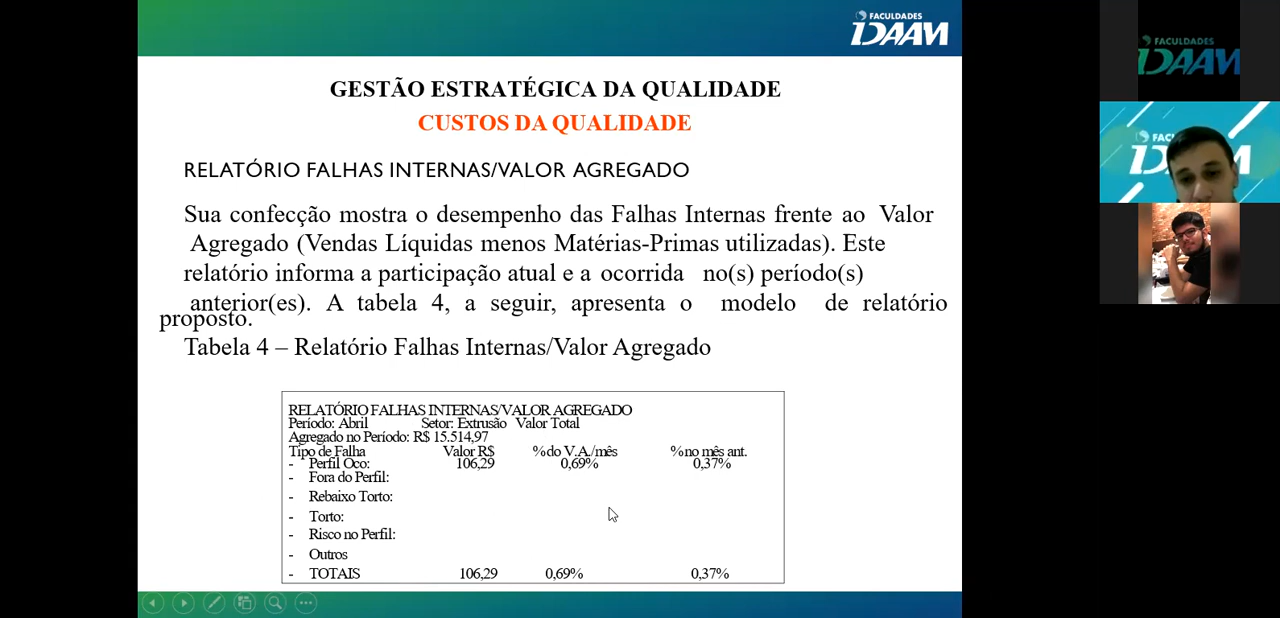 FACULDADES
IDAAM
GESTÃO ESTRATÉGICA DA QUALIDADE
CUSTOS DA QUALIDADE
RELATÓRIO FALHAS INTERNAS/VALOR AGREGADO
Sua confecção mostra o desempenho das Falhas Internas frente ao Valor
Agregado (Vendas Líquidas menos Matérias-Primas utilizadas). Este
relatório informa a participação atual e a ocorrida no(s) período(s)
anterior(es). A tabela 4, a seguir, apresenta o modelo de relatório
proposto.
Tabela 4 – Relatório Falhas Internas/Valor Agregado
RELATÓRIO FALHAS INTERNAS/VALOR AGREGADO
Período: Abril Setor: Extrusão Valor Total
Agregado no Período: R$ 15.514,97
Tipo de Falha Valor R$ % do V.A./mês % no mês ant.
- Perfil Oco: 106,29 0,69% 0,37%
- Fora do Perfil:
- Rebaixo Torto:
- Torto:
- Risco no Perfil:
- Outros
- TOTAIS 106,29 0,69% 0,37%
FACULDADES
IDAAM